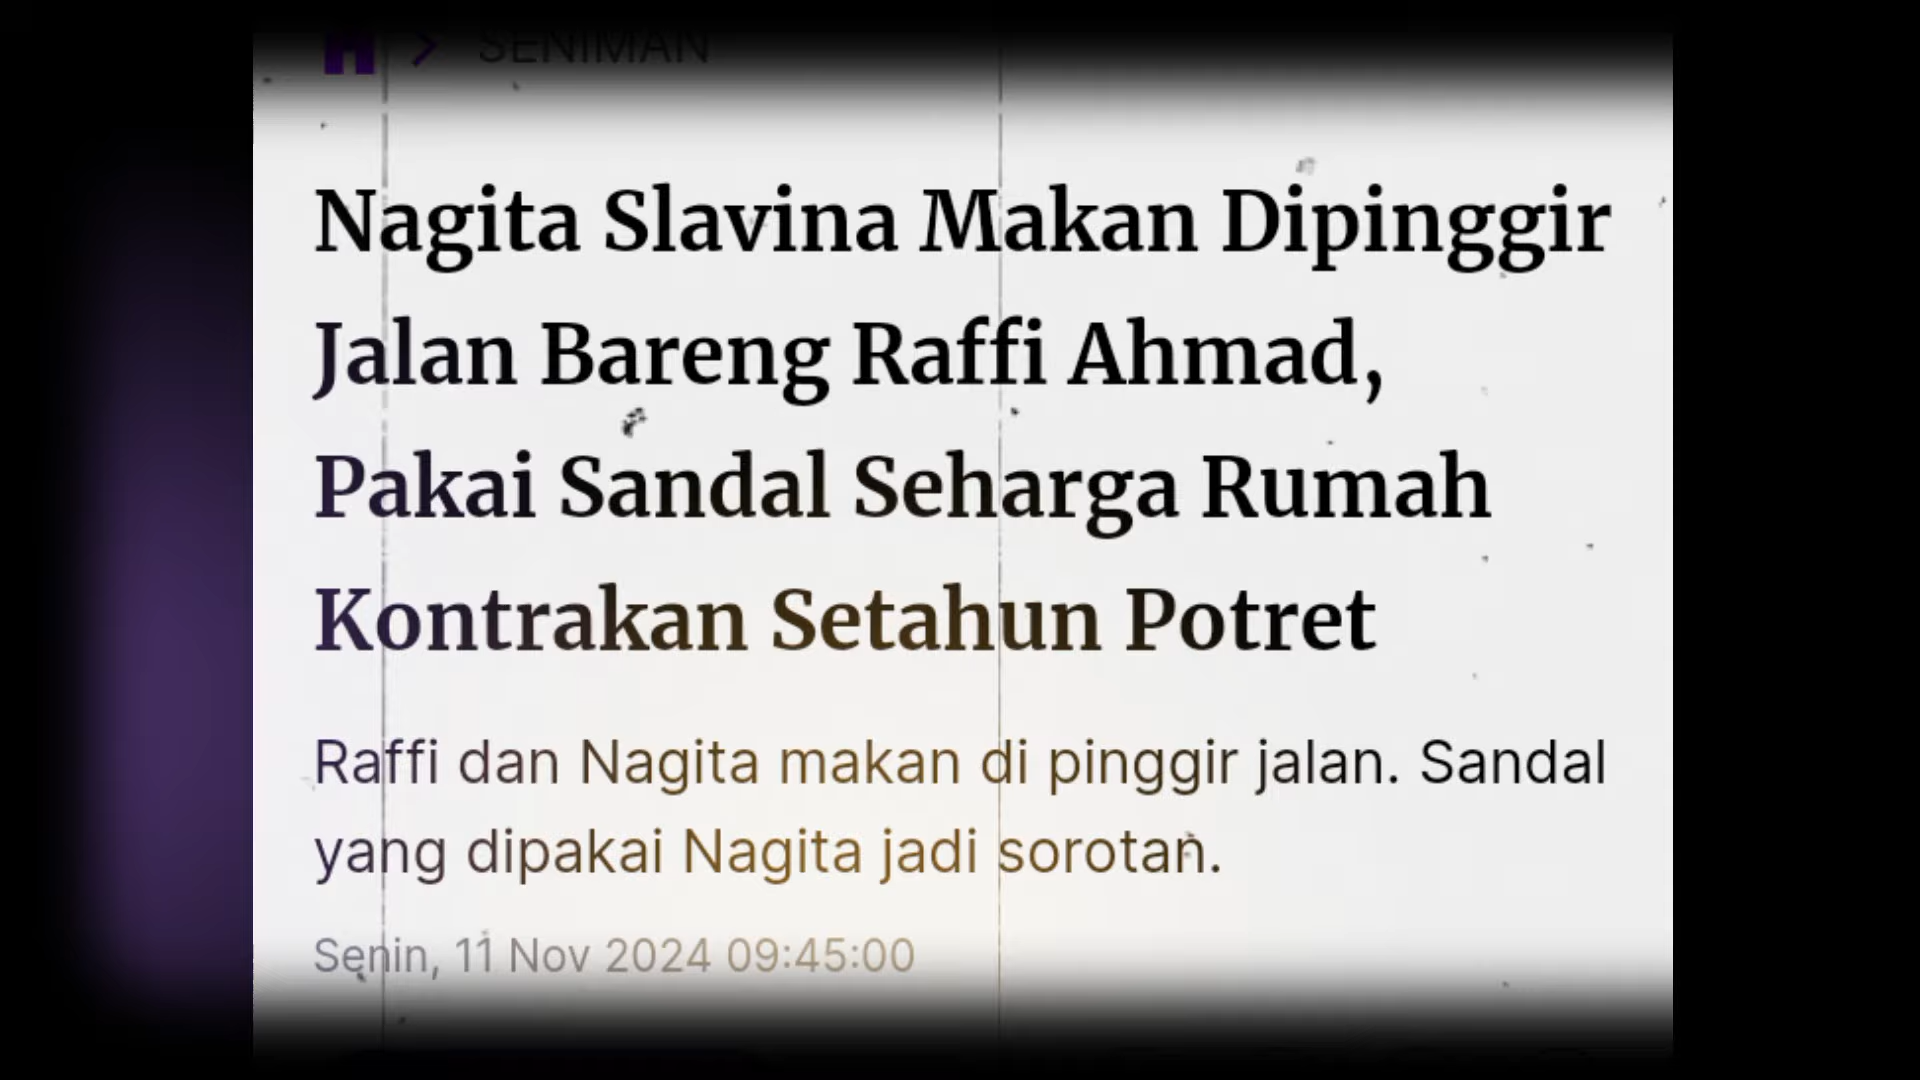 SENIMAN
Nagita Slavina Makan Dipinggir
Jalan Bareng Raffi Ahmad,
Pakai Sandal Seharga Rumah
Kontrakan Setahun Potret
Raffi dan Nagita makan di pinggir jalan. Sandal
yang dipakai Nagita jadi sorotan.
Senin, 11 Nov 2024 09:45:00